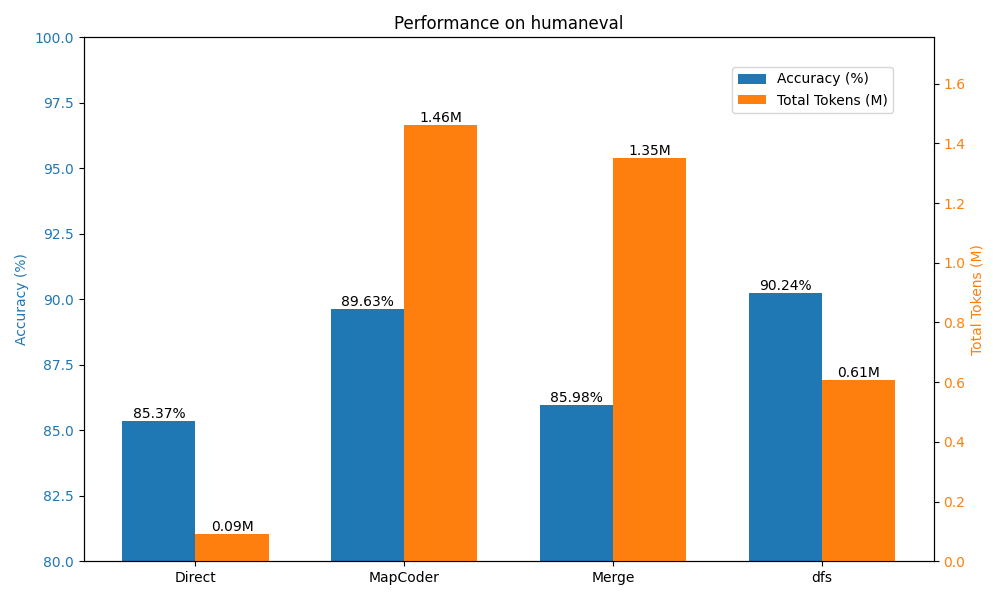 Performance on humaneval
Accuracy (%)
100.0
97.5
95.0
92.5
90.0
87.5
85.0
82.5
80.0
Accuracy (%)
Total Tokens (M)
85.37%
0.09M
89.63%
1.46M
85.98%
1.35M
90.24%
0.61M
Direct
MapCoder
Merge
dfs
1.6
1.4
1.2
1.0
0.8
0.6
0.4
0.2
0.0
Total Tokens (M)